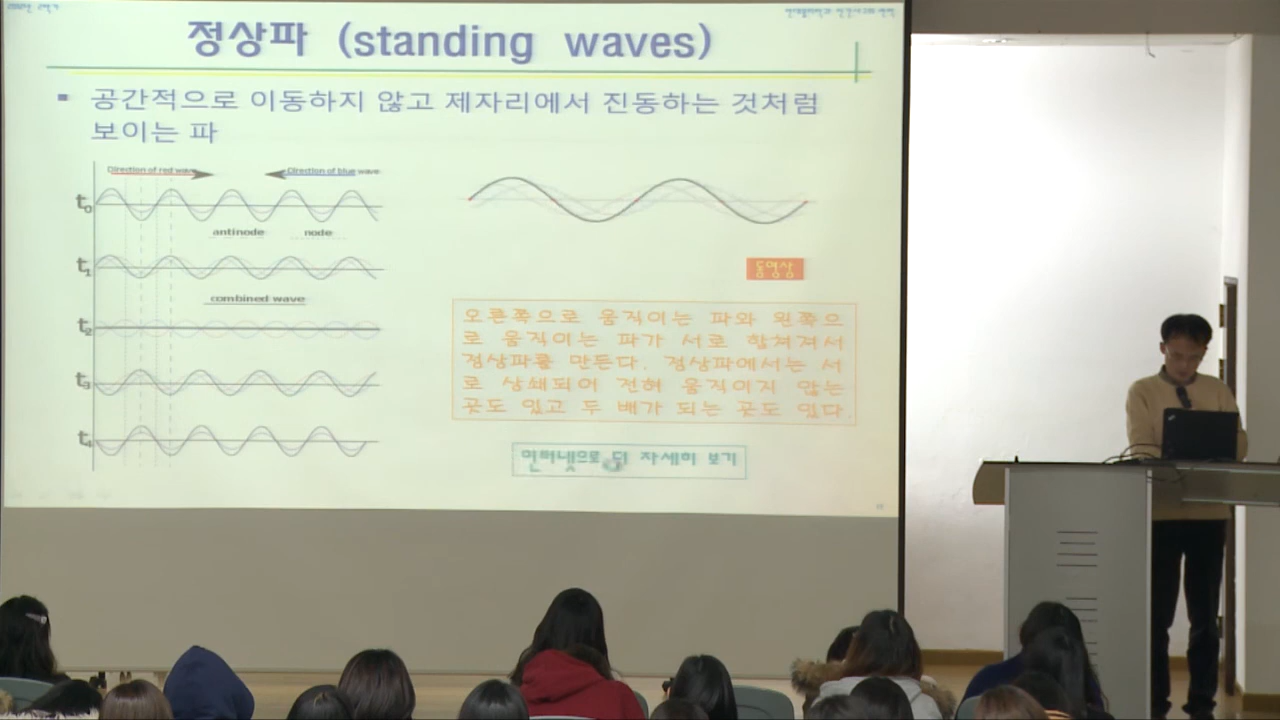 정상파 (standing waves)
▪ 공간적으로 이동하지 않고 제자리에서 진동하는 것처럼
보이는 파
Direction of red wave
Direction of blue wave
t0
antinode
node
t1
combined wave
t2
t3
t4
동영상
오른쪽으로 움직이는 파와 왼쪽으
로 움직이는 파가 서로 합쳐져서
정상파를 만든다. 정상파에서는 서
로 상쇄되어 전혀 움직이지 않는
곳도 있고 두 배가 되는 곳도 있다.
인터넷으로 더 자세히 보기